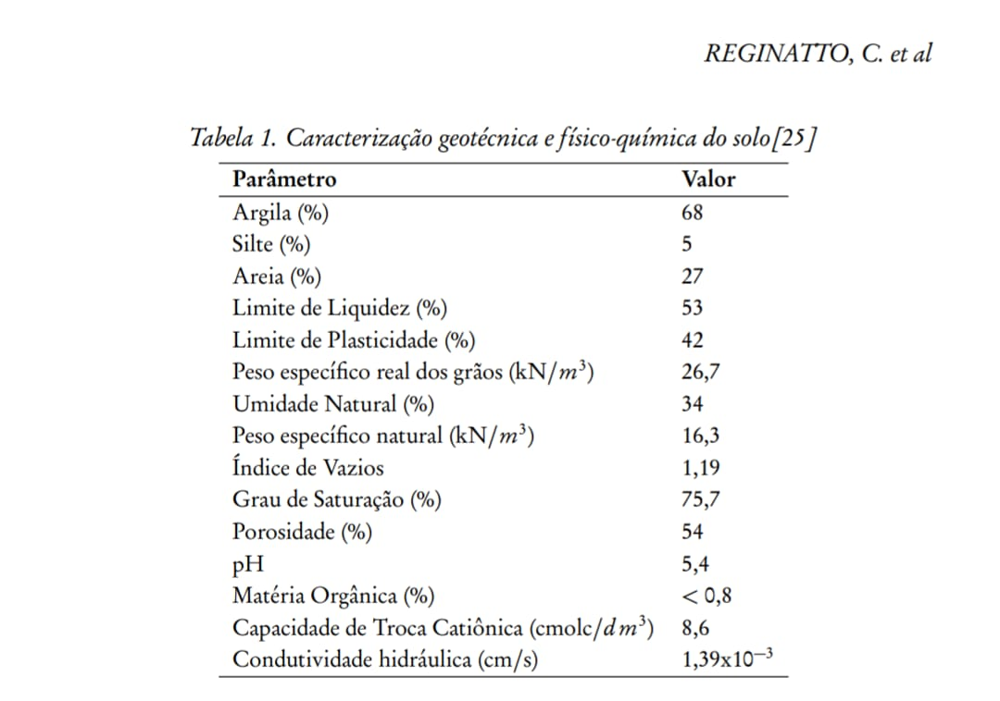 REGINATTO, C. et al
Tabela 1. Caracterização geotécnica e físico-química do solo[25]
Parâmetro Valor
Argila (%) 68
Silte (%) 5
Areia (%) 27
Limite de Liquidez (%) 53
Limite de Plasticidade (%) 42
Peso específico real dos grãos (kN/m³) 26,7
Umidade Natural (%) 34
Peso específico natural (kN/m³) 16,3
Índice de Vazios 1,19
Grau de Saturação (%) 75,7
Porosidade (%) 54
pH 5,4
Matéria Orgânica (%) < 0,8
Capacidade de Troca Catiônica (cmolc/dm³) 8,6
Condutividade hidráulica (cm/s) 1,39x10⁻³